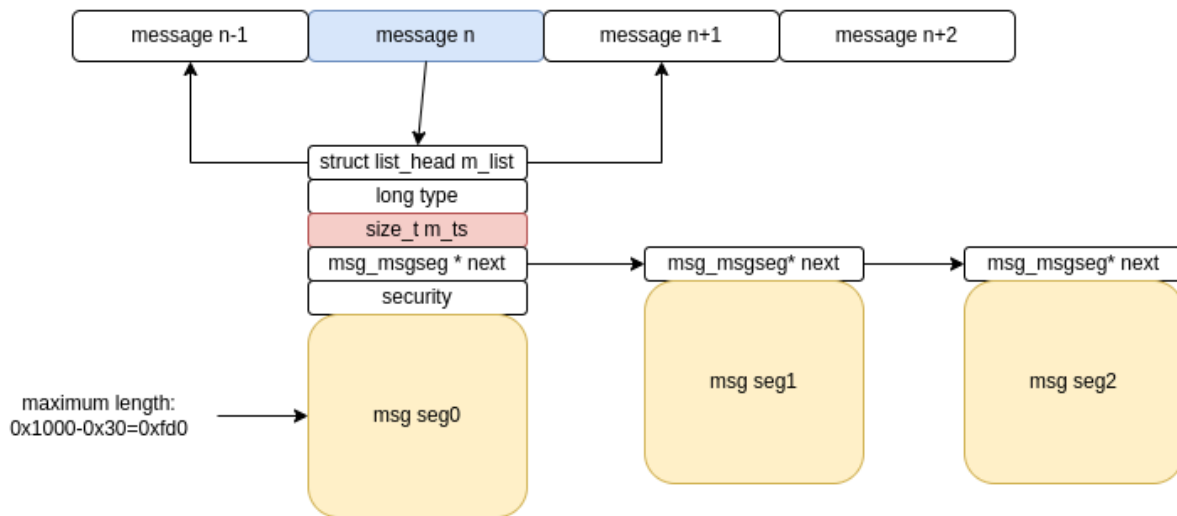 message n-1
message n
message n+1
message n+2
struct list_head m_list
long type
size_t m_ts
msg_msgseg * next
msg_msgseg* next
msg_msgseg* next
security
msg seg1
msg seg2
maximum length:
0x1000-0x30=0xfd0
msg seg0